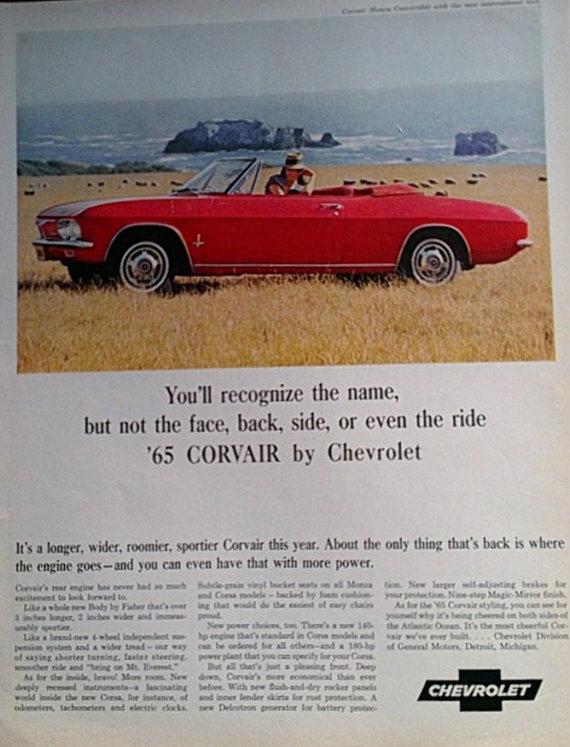 Corvair Monza Convertible with the new international look
You'll recognize the name,
but not the face, back, side, or even the ride
'65 CORVAIR by Chevrolet
It's a longer, wider, roomier, sportier Corvair this year. About the only thing that's back is where
the engine goes—and you can even have that with more power.
Corvair's rear engine has never had so much
excitement to look forward to.
Like a whole new Body by Fisher that's over
3 inches longer, 2 inches wider and immeas-
urably sportier.
Like a brand-new 4-wheel independent sus-
pension system and a wider tread—our way
of saying shorter turning, faster steering,
smoother ride and "bring on Mt. Everest."
As for the inside, bravo! More room. New
deeply recessed instruments—a fascinating
world inside the new Corsa, for instance, of
odometers, tachometers and electric clocks.
Subtle-grain vinyl bucket seats on all Monza
and Corsa models — backed by foam cushion-
ing that would do the easiest of easy chairs
proud.
New power choices, too. There's a new 140-
hp engine that's standard in Corsa models and
can be ordered for all others—and a 180-hp
power plant that you can specify for your Corsa.
But all that's just a pleasing front. Deep
down, Corvair's more economical than ever
before. With new flush-and-dry rocker panels
and inner fender skirts for rust protection. A
new Delcotron generator for battery protec-
tion. New larger self-adjusting brakes for
your protection. Nine-step Magic-Mirror finish.
As for the '65 Corvair styling, you can see for
yourself why it's being cheered on both sides of
the Atlantic Ocean. It's the most cheerful Cor-
vair we've ever built. . . . Chevrolet Division
of General Motors, Detroit, Michigan.
CHEVROLET